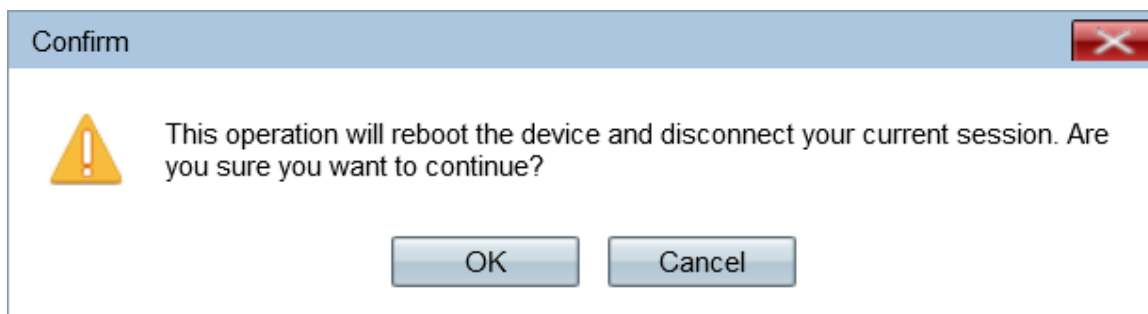 Confirm
This operation will reboot the device and disconnect your current session. Are
you sure you want to continue?
OK
Cancel